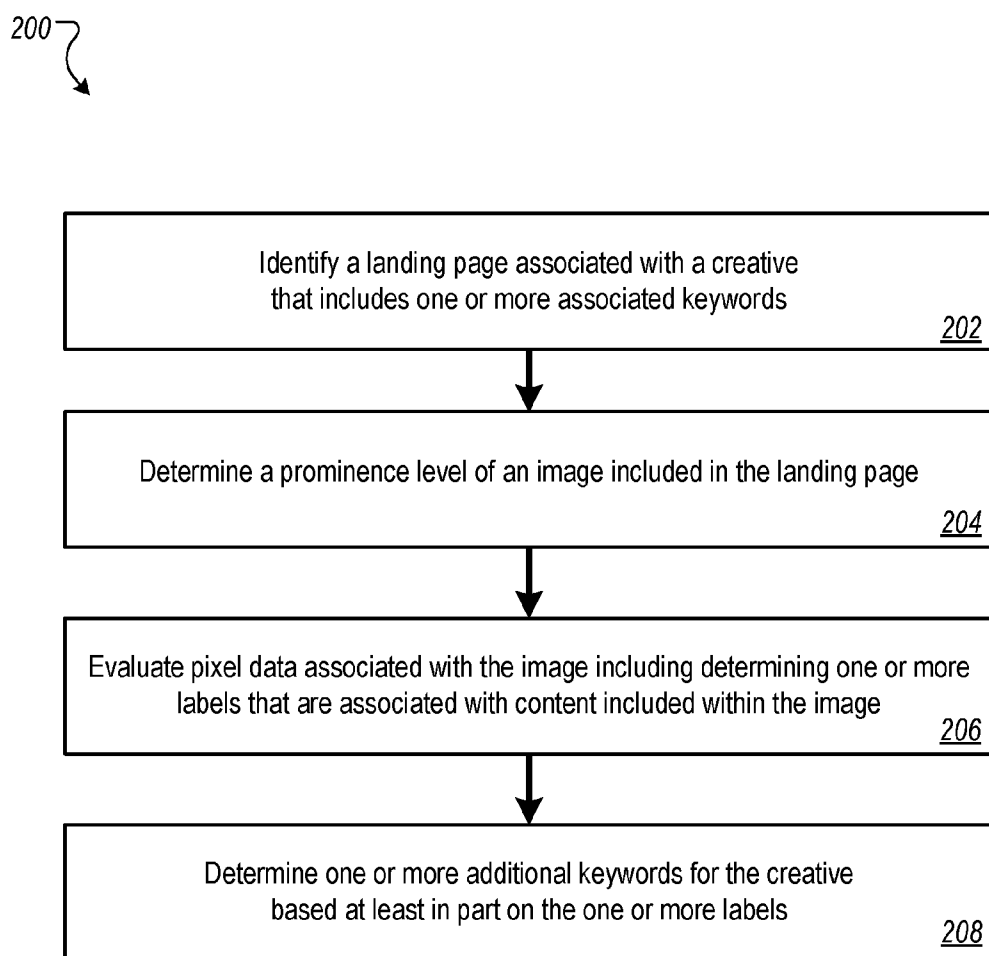 200
Identify a landing page associated with a creative
that includes one or more associated keywords
202
Determine a prominence level of an image included in the landing page
204
Evaluate pixel data associated with the image including determining one or more
labels that are associated with content included within the image
206
Determine one or more additional keywords for the creative
based at least in part on the one or more labels
208